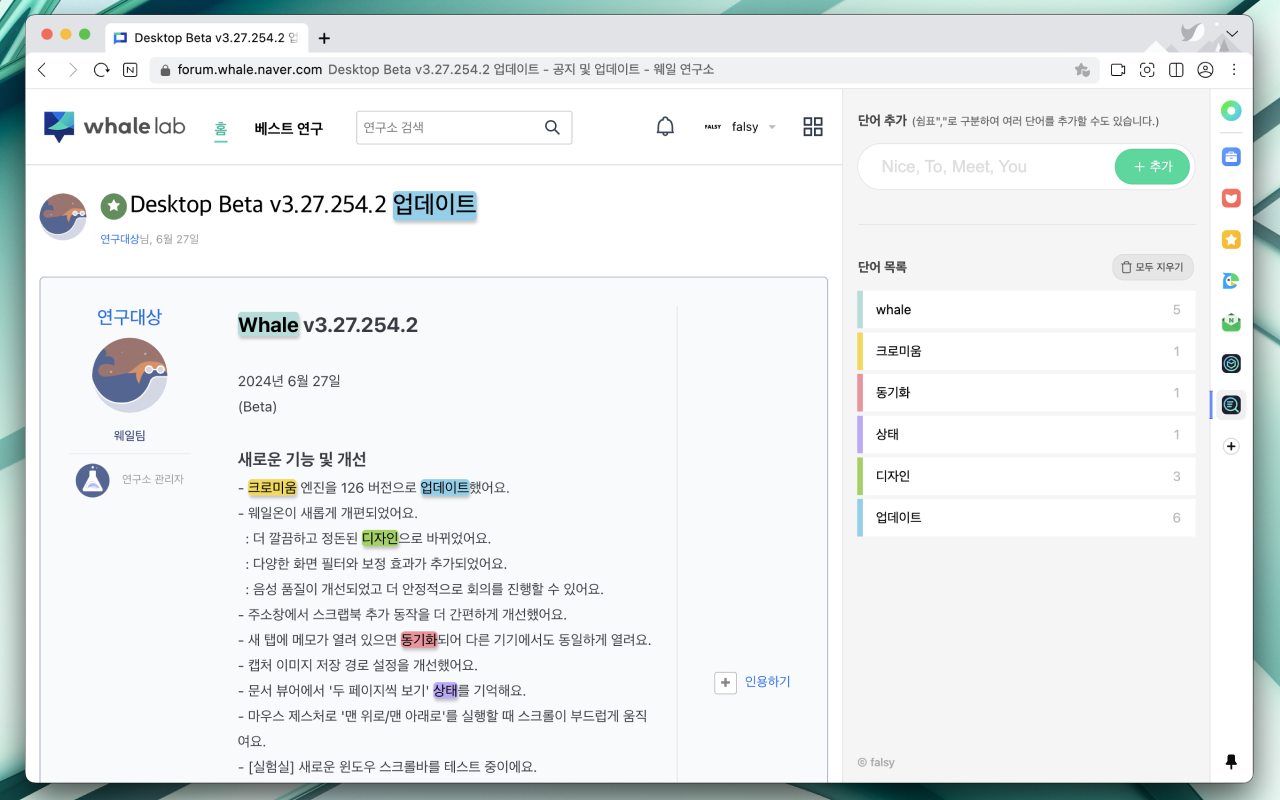 Desktop Beta v3.27.254.2 업
forum.whale.naver.com Desktop Beta v3.27.254.2 업데이트 - 공지 및 업데이트 - 웨일 연구소
whale lab
홈
베스트 연구
연구소 검색
FALSY falsy
Desktop Beta v3.27.254.2 업데이트
연구대상님, 6월 27일
연구대상
웨일팀
연구소 관리자
Whale v3.27.254.2
2024년 6월 27일
(Beta)
새로운 기능 및 개선
- 크로미움 엔진을 126 버전으로 업데이트했어요.
- 웨일온이 새롭게 개편되었어요.
: 더 깔끔하고 정돈된 디자인으로 바뀌었어요.
: 다양한 화면 필터와 보정 효과가 추가되었어요.
: 음성 품질이 개선되었고 더 안정적으로 회의를 진행할 수 있어요.
- 주소창에서 스크랩북 추가 동작을 더 간편하게 개선했어요.
- 새 탭에 메모가 열려 있으면 동기화되어 다른 기기에서도 동일하게 열려요.
- 캡처 이미지 저장 경로 설정을 개선했어요.
- 문서 뷰어에서 '두 페이지씩 보기' 상태를 기억해요.
- 마우스 제스처로 '맨 위로/맨 아래로'를 실행할 때 스크롤이 부드럽게 움직
여요.
- [실험실] 새로운 윈도우 스크롤바를 테스트 중이에요.
+ 인용하기
단어 추가 (쉼표","로 구분하여 여러 단어를 추가할 수도 있습니다.)
Nice, To, Meet, You
+ 추가
단어 목록
모두 지우기
whale 5
크로미움 1
동기화 1
상태 1
디자인 3
업데이트 6
© falsy